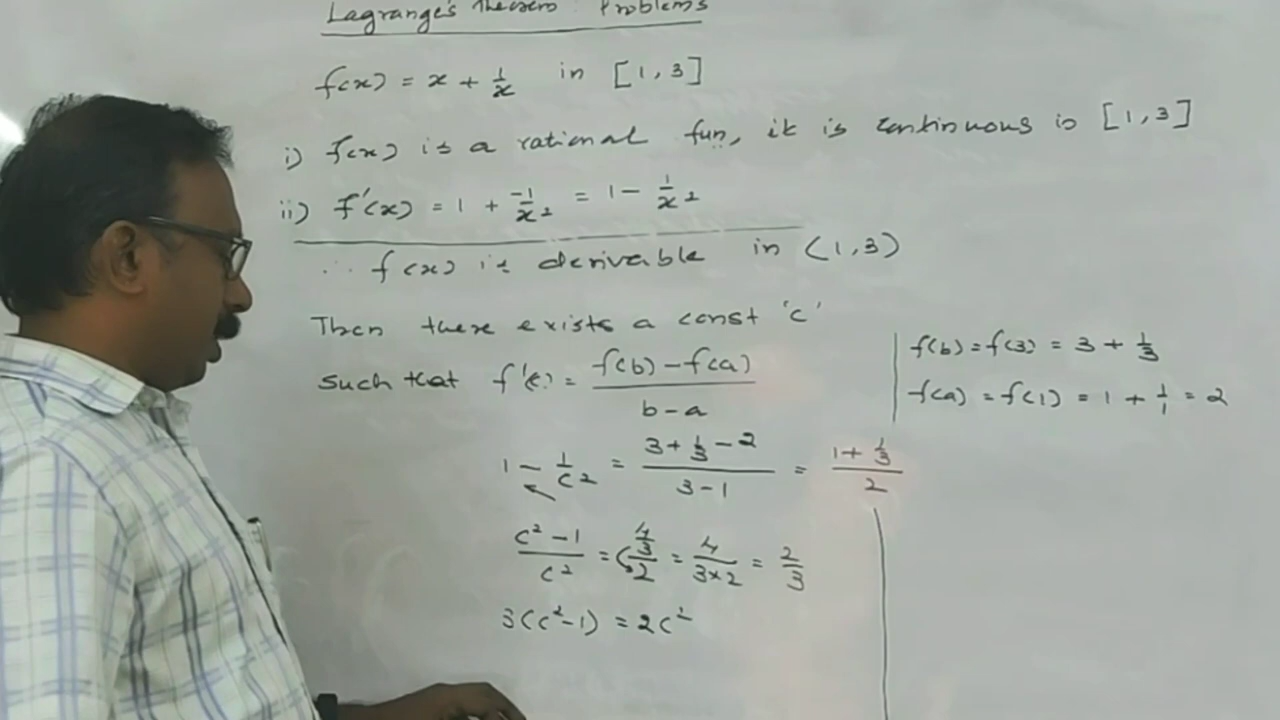 Lagrange's Theorem Problems
f(x) = x + 1/x in [1,3]
i) f(x) is a rational fun, it is continuous in [1,3]
ii) f'(x) = 1 + -1/x² = 1 - 1/x²
∴ f(x) is derivable in (1,3)
Then there exists a const 'c'
such that f'(c) = f(b)-f(a)/b-a
f(b) = f(3) = 3 + 1/3
f(a) = f(1) = 1 + 1/1 = 2
1 - 1/c² = 3+1/3-2/3-1 = 1+1/3/2
c²-1/c² = 4/3/2 = 4/3×2 = 2/3
3(c²-1) = 2c²